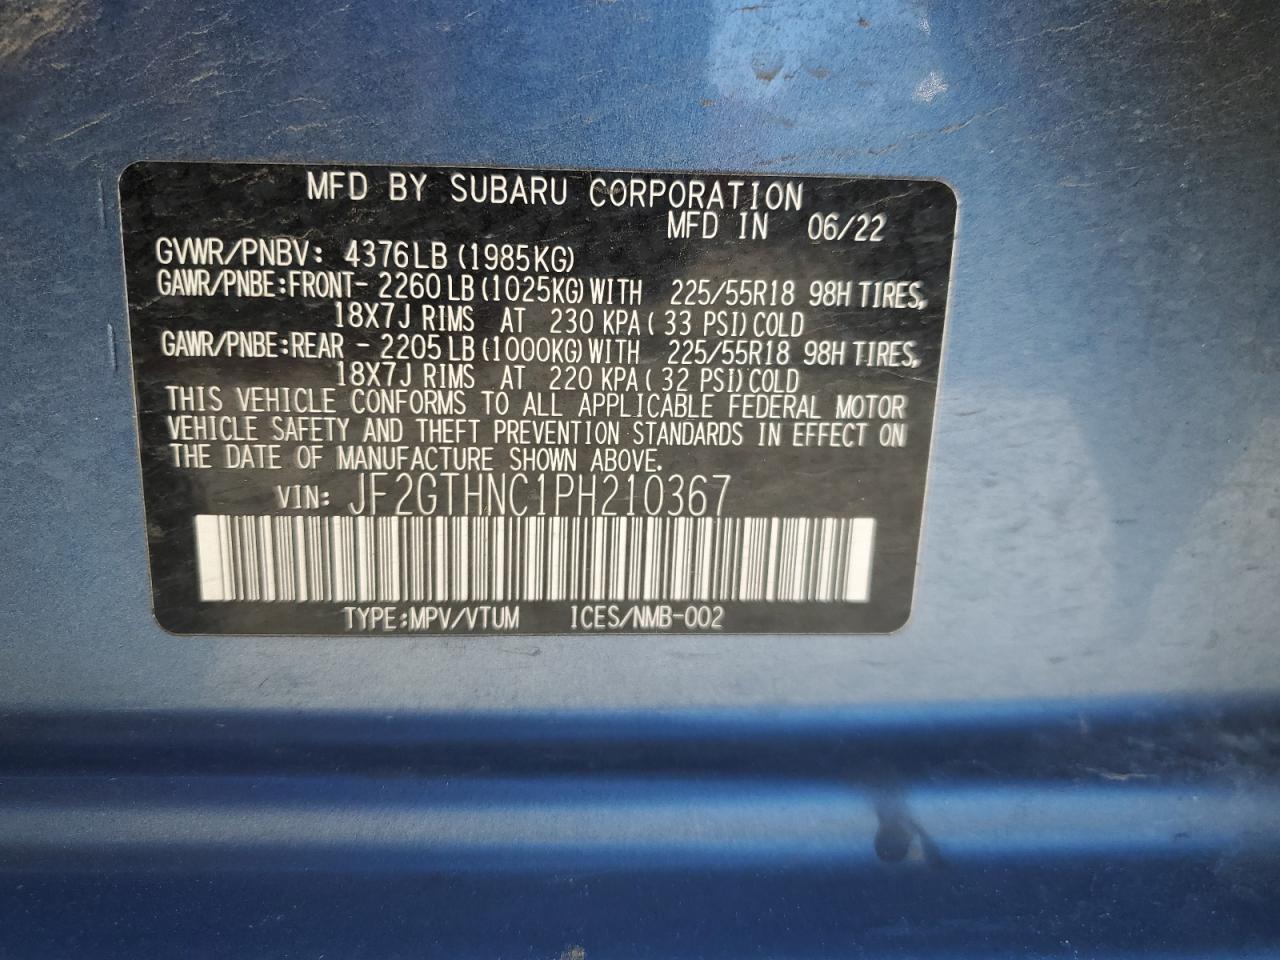 MFD BY SUBARU CORPORATION
MFD IN 06/22
GVWR/PNBV: 4376LB (1985KG)
GAWR/PNBE:FRONT- 2260LB(1025KG)WITH 225/55R18 98H TIRES,
18X7J RIMS AT 230 KPA( 33 PSI)COLD
GAWR/PNBE:REAR - 2205LB(1000KG)WITH 225/55R18 98H TIRES,
18X7J RIMS AT 220 KPA( 32 PSI)COLD
THIS VEHICLE CONFORMS TO ALL APPLICABLE FEDERAL MOTOR
VEHICLE SAFETY AND THEFT PREVENTION STANDARDS IN EFFECT ON
THE DATE OF MANUFACTURE SHOWN ABOVE.
VIN: JF2GTHNC1PH210367
TYPE:MPV/VTUM ICES/NMB-002